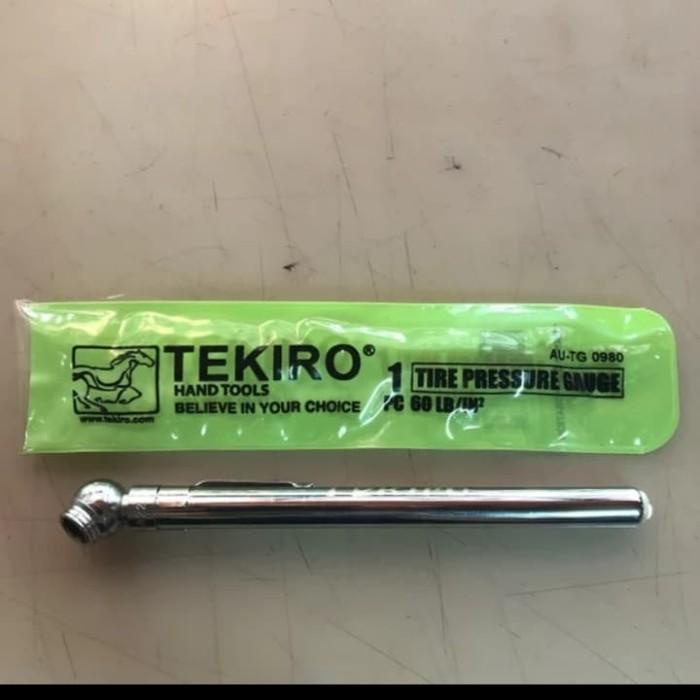 TEKIRO®
HAND TOOLS
BELIEVE IN YOUR CHOICE
www.tekiro.com
AU-TG 0980
1 PC
TIRE PRESSURE GAUGE
60 LB/IN²
TEKIRO